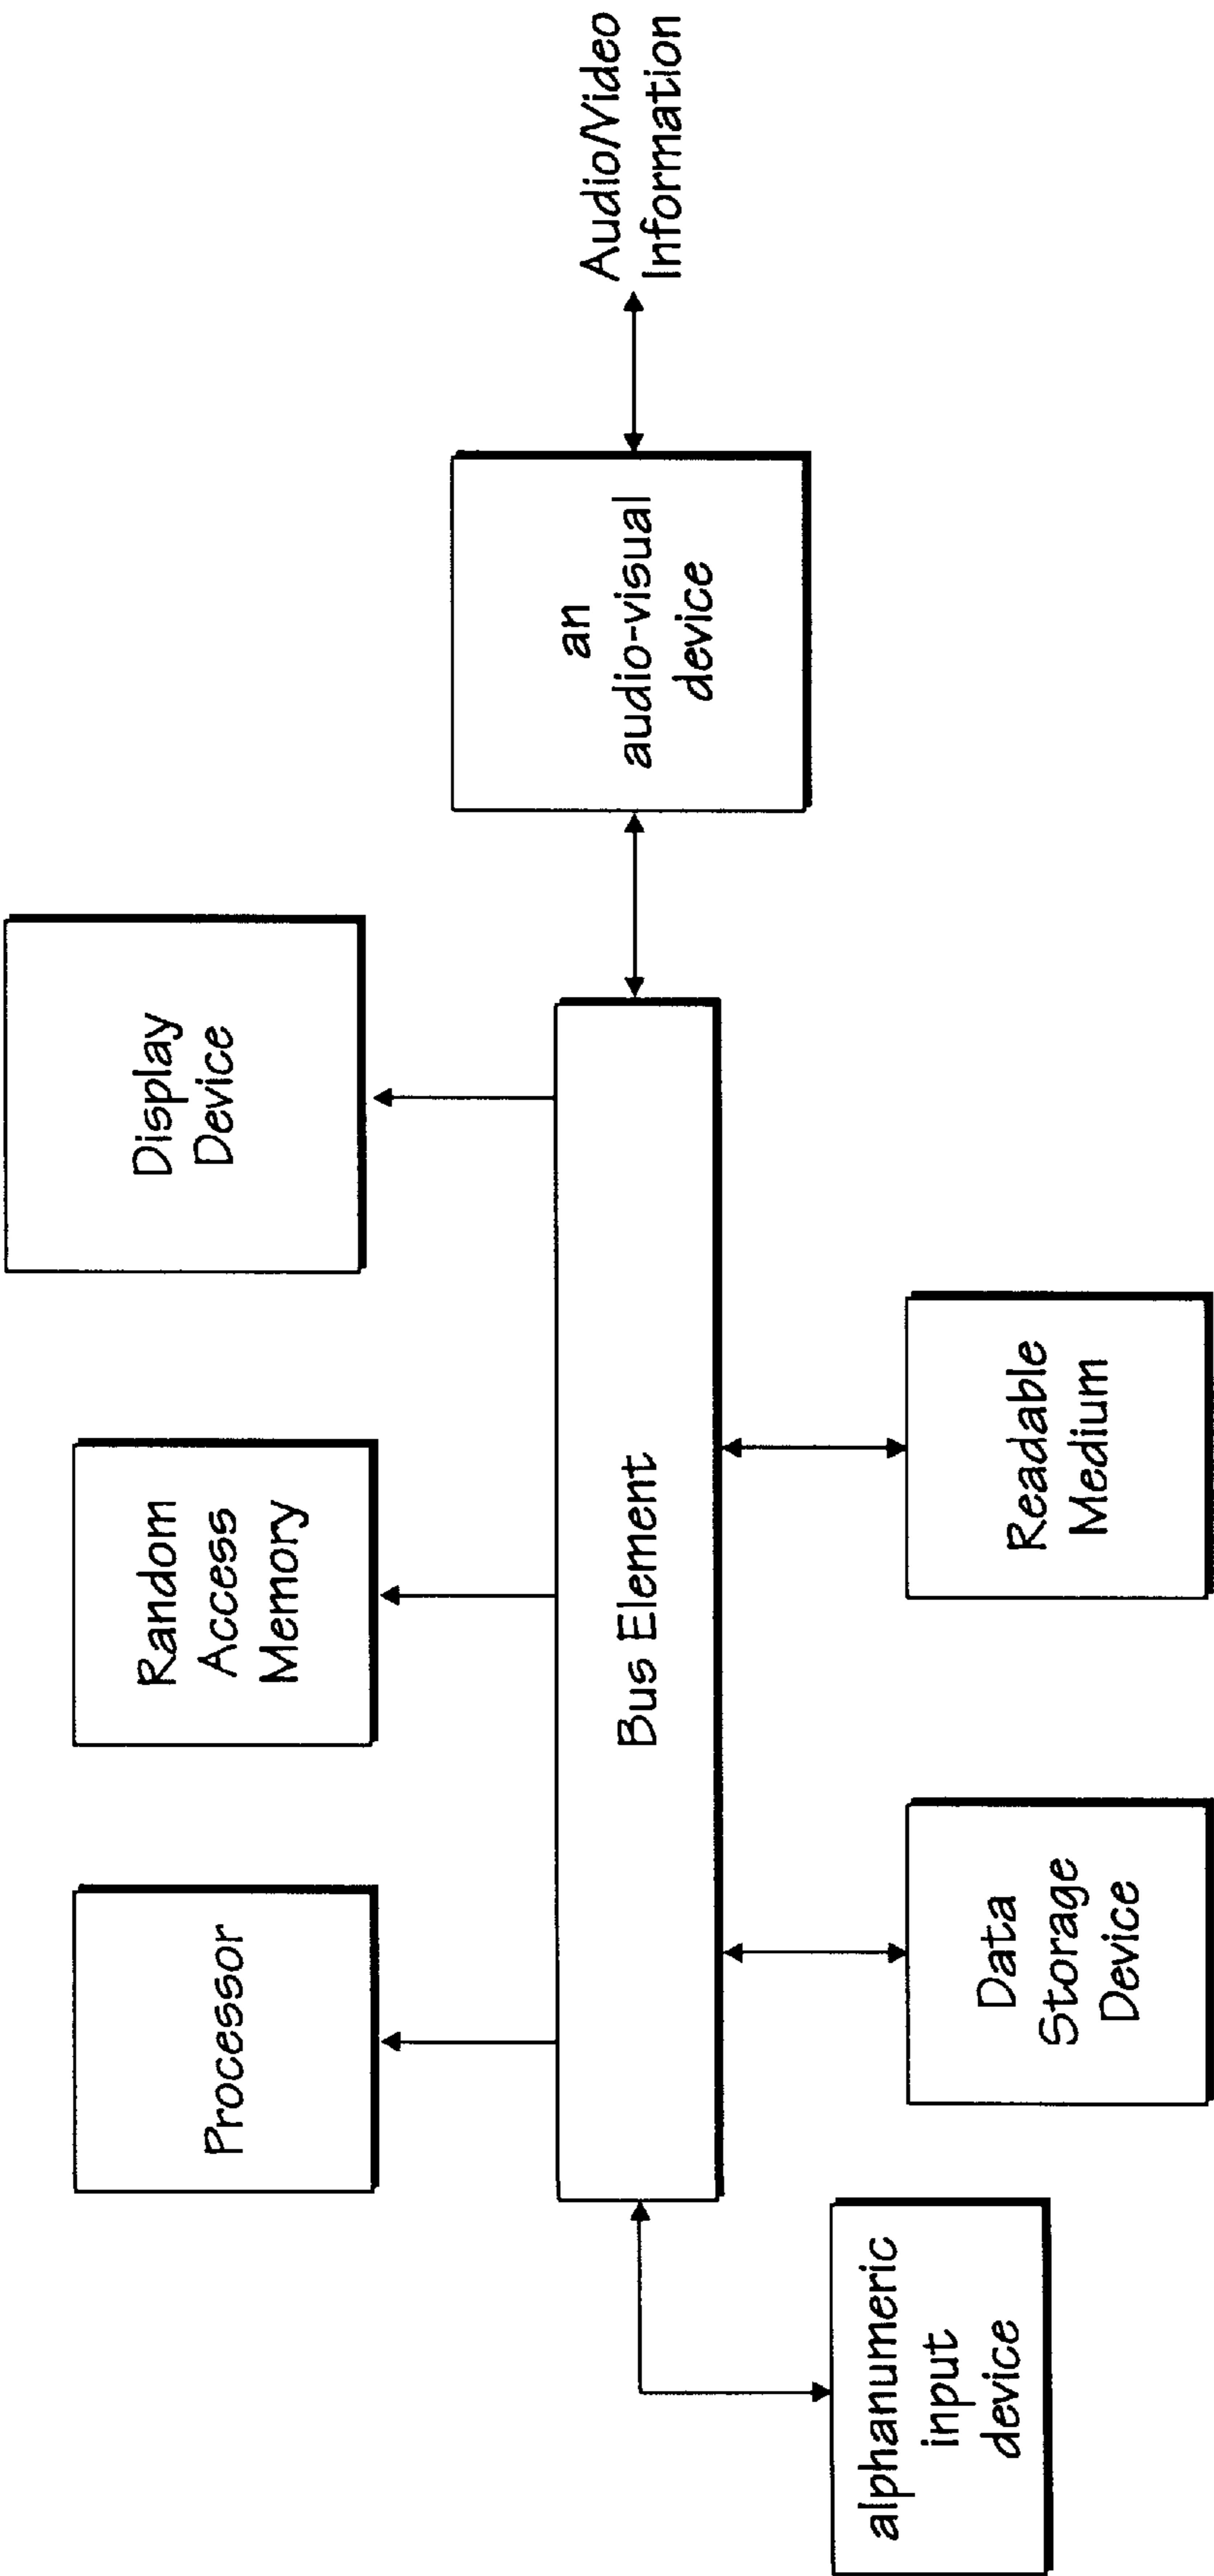 Processor
Random
Access
Memory
Display
Device
Bus Element
an
audio-visual
device
Audio/Video
Information
alphanumeric
input
device
Data
Storage
Device
Readable
Medium